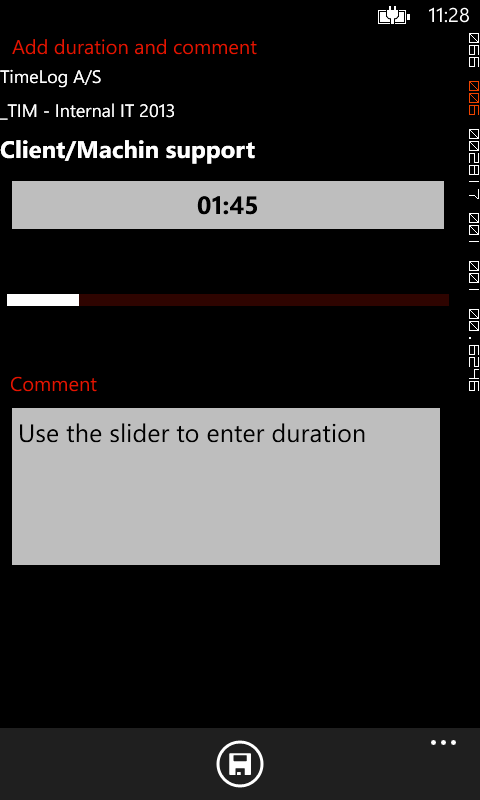 11:28
Add duration and comment
TimeLog A/S
_TIM - Internal IT 2013
Client/Machin support
01:45
Comment
Use the slider to enter duration